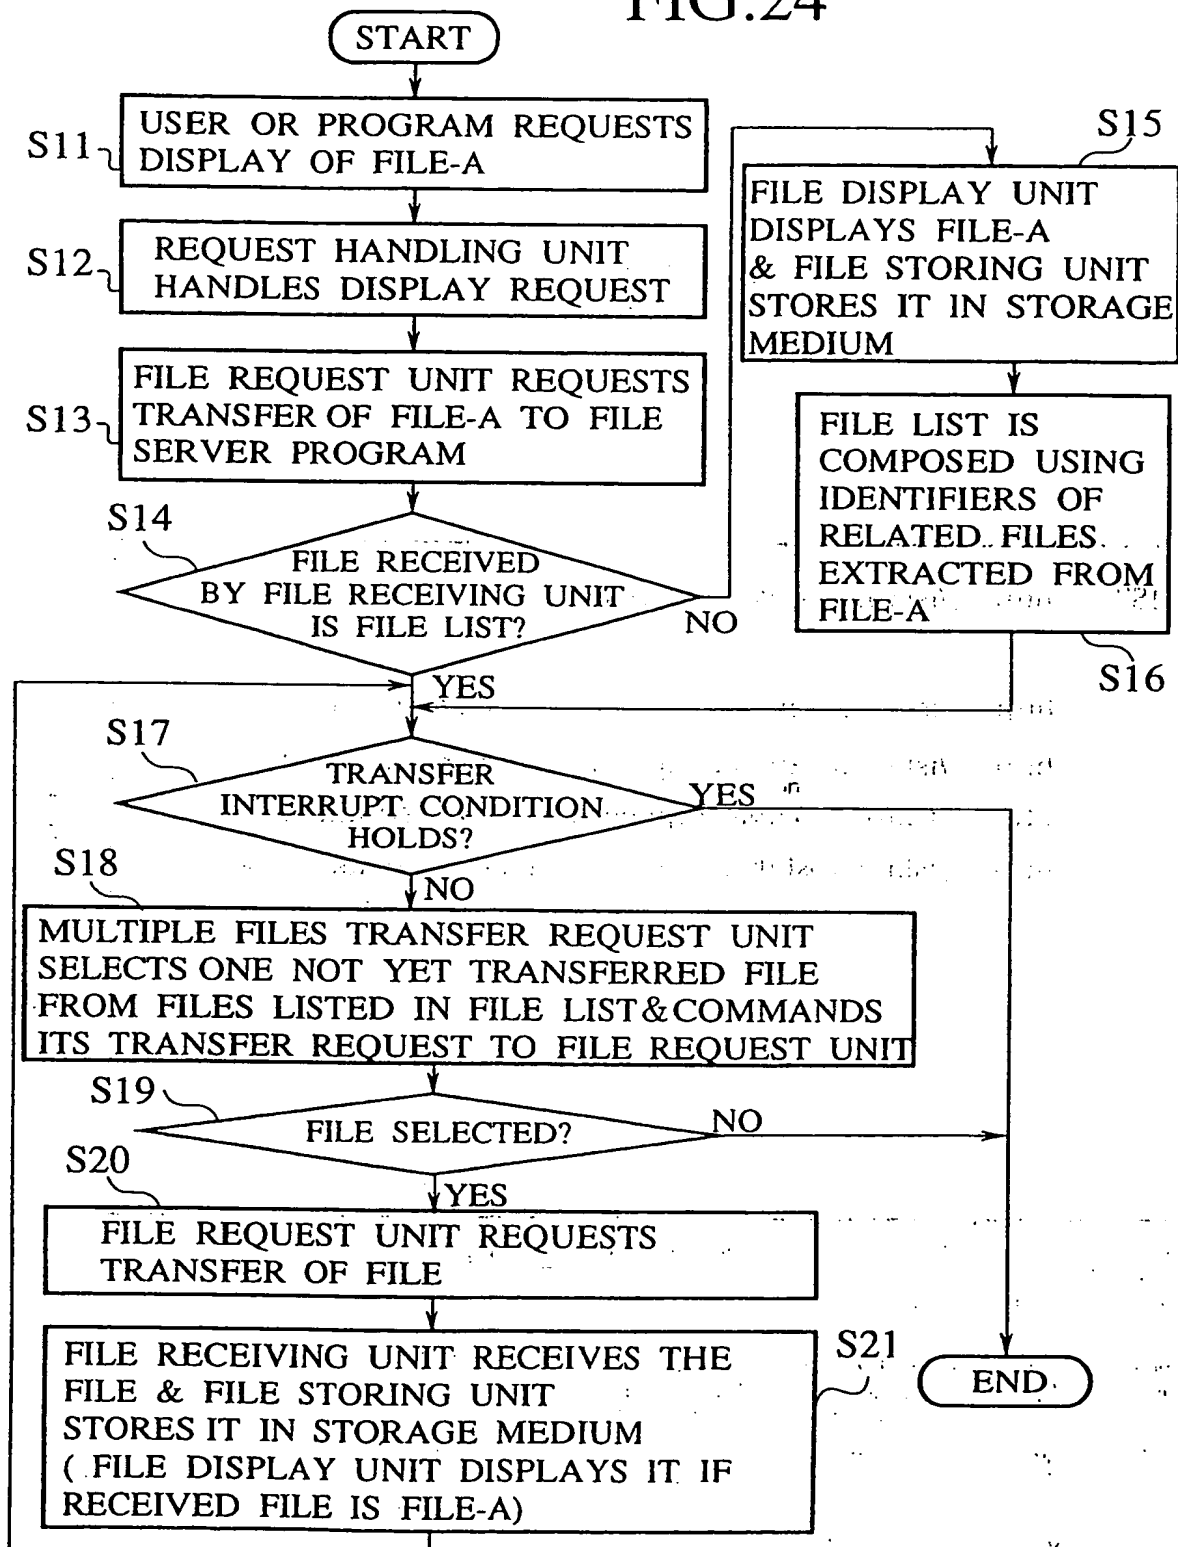 FIG.24
START
S11
USER OR PROGRAM REQUESTS
DISPLAY OF FILE-A
S12
REQUEST HANDLING UNIT
HANDLES DISPLAY REQUEST
S13
FILE REQUEST UNIT REQUESTS
TRANSFER OF FILE-A TO FILE
SERVER PROGRAM
S14
FILE RECEIVED
BY FILE RECEIVING UNIT
IS FILE LIST?
NO
YES
S15
FILE DISPLAY UNIT
DISPLAYS FILE-A
& FILE STORING UNIT
STORES IT IN STORAGE
MEDIUM
FILE LIST IS
COMPOSED USING
IDENTIFIERS OF
RELATED FILES
EXTRACTED FROM
FILE-A
S16
S17
TRANSFER
INTERRUPT CONDITION
HOLDS?
YES
NO
S18
MULTIPLE FILES TRANSFER REQUEST UNIT
SELECTS ONE NOT YET TRANSFERRED FILE
FROM FILES LISTED IN FILE LIST&COMMANDS
ITS TRANSFER REQUEST TO FILE REQUEST UNIT
S19
FILE SELECTED?
NO
YES
S20
FILE REQUEST UNIT REQUESTS
TRANSFER OF FILE
S21
FILE RECEIVING UNIT RECEIVES THE
FILE & FILE STORING UNIT
STORES IT IN STORAGE MEDIUM
( FILE DISPLAY UNIT DISPLAYS IT IF
RECEIVED FILE IS FILE-A)
END